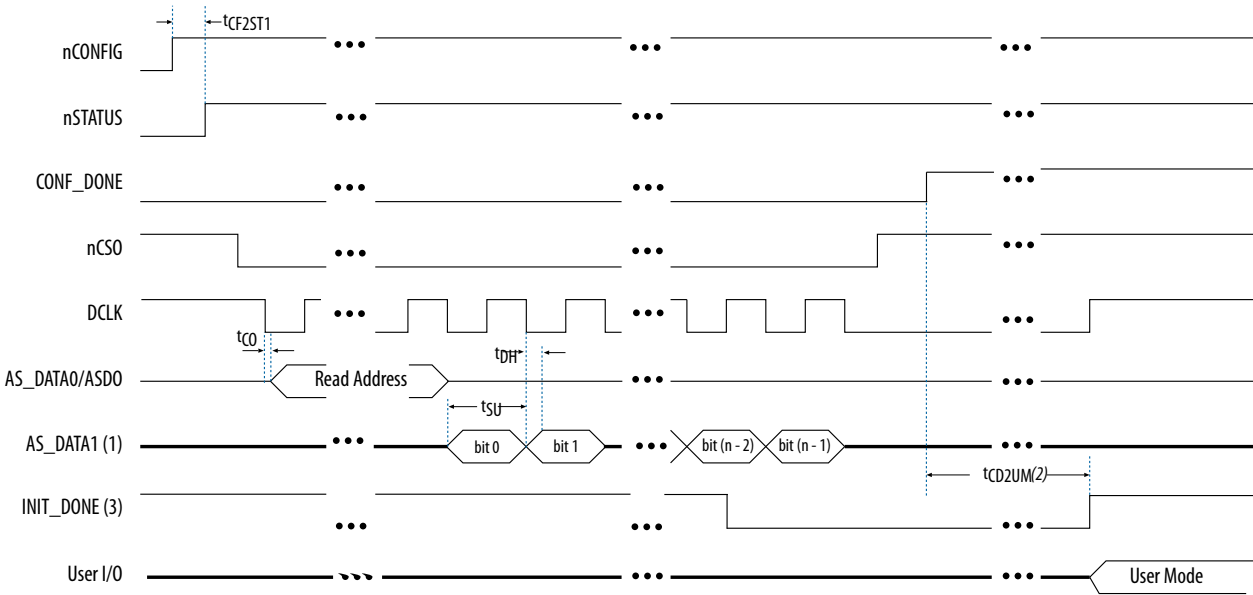 tCF2ST1
nCONFIG
nSTATUS
CONF_DONE
nCSO
DCLK
tCO
tDH
AS_DATA0/ASDO
Read Address
tSU
AS_DATA1 (1)
bit 0
bit 1
bit (n - 2)
bit (n - 1)
tCD2UM(2)
INIT_DONE (3)
User I/O
User Mode